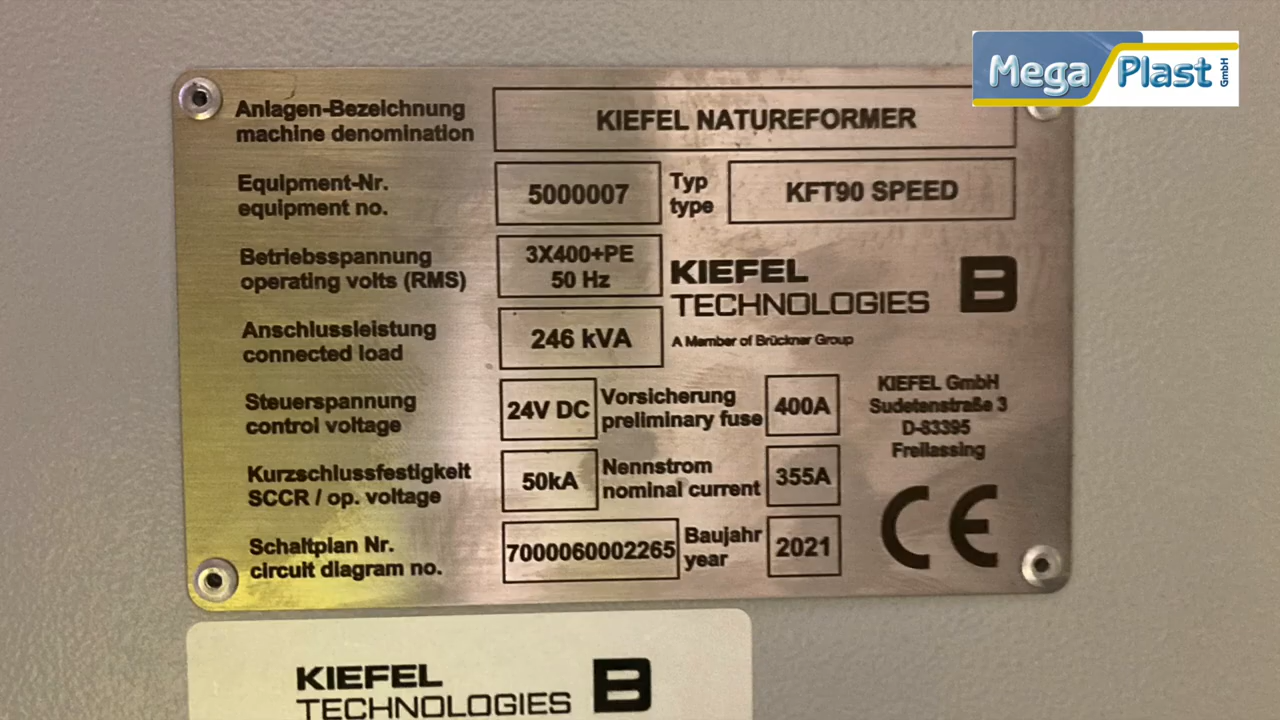 Mega Plast GmbH
Anlagen-Bezeichnung
machine denomination
KIEFEL NATUREFORMER
Equipment-Nr.
equipment no.
5000007
Typ
type
KFT90 SPEED
Betriebsspannung
operating volts (RMS)
3X400+PE
50 Hz
KIEFEL
TECHNOLOGIES
B
A Member of Brückner Group
Anschlussleistung
connected load
246 kVA
Steuerspannung
control voltage
24V DC
Vorsicherung
preliminary fuse
400A
KIEFEL GmbH
Sudetenstraße 3
D-83395
Freilassing
Kurzschlussfestigkeit
SCCR / op. voltage
50kA
Nennstrom
nominal current
355A
CE
Schaltplan Nr.
circuit diagram no.
7000060002265
Baujahr
year
2021
KIEFEL
TECHNOLOGIES
B